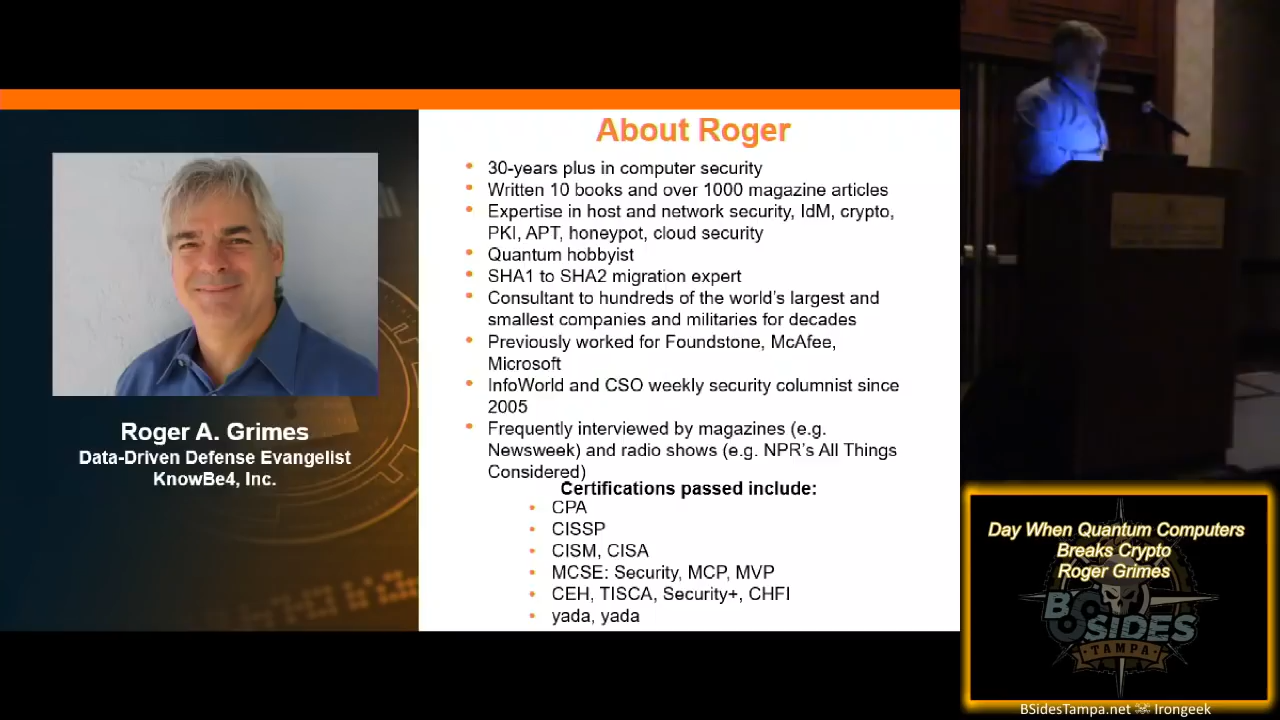 About Roger
30-years plus in computer security
Written 10 books and over 1000 magazine articles
Expertise in host and network security, IdM, crypto,
PKI, APT, honeypot, cloud security
Quantum hobbyist
SHA1 to SHA2 migration expert
Consultant to hundreds of the world's largest and
smallest companies and militaries for decades
Previously worked for Foundstone, McAfee,
Microsoft
InfoWorld and CSO weekly security columnist since
2005
Frequently interviewed by magazines (e.g.
Newsweek) and radio shows (e.g. NPR's All Things
Considered)
Certifications passed include:
CPA
CISSP
CISM, CISA
MCSE: Security, MCP, MVP
CEH, TISCA, Security+, CHFI
yada, yada
Roger A. Grimes
Data-Driven Defense Evangelist
KnowBe4, Inc.
Day When Quantum Computers
Breaks Crypto
Roger Grimes
BSIDES
TAMPA
BSidesTampa.net Irongeek